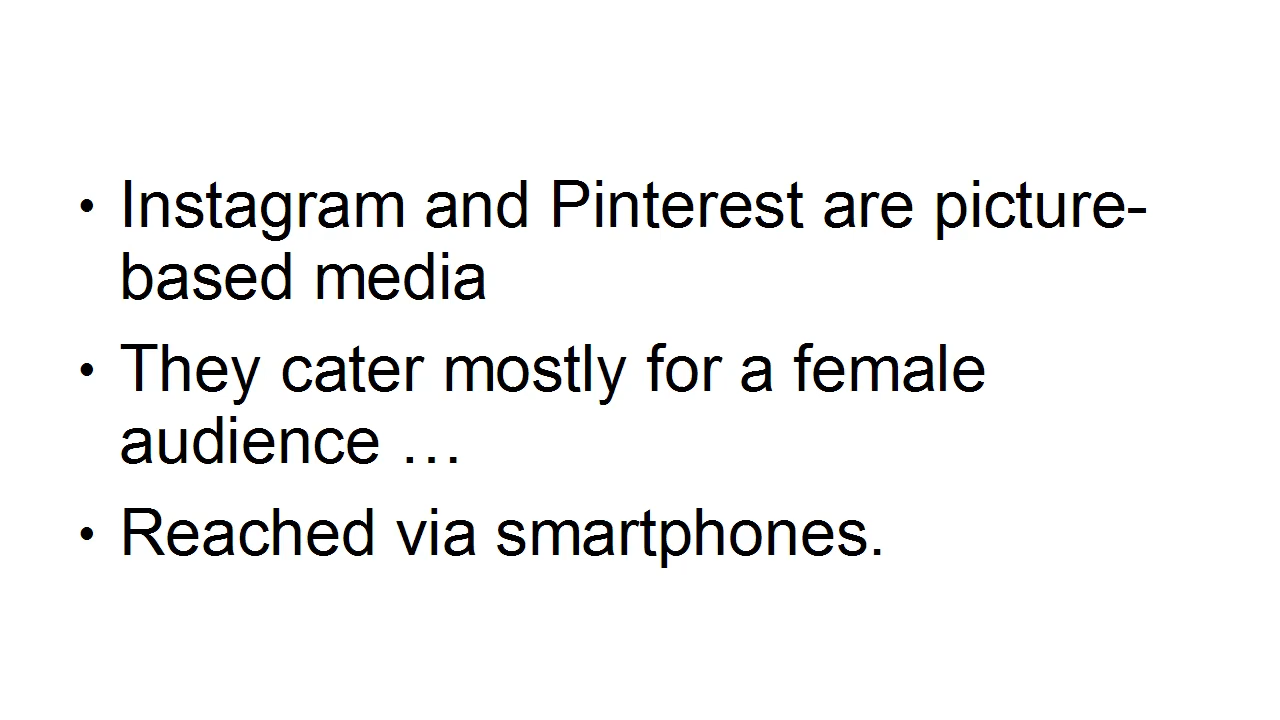 • Instagram and Pinterest are picture-
based media
• They cater mostly for a female
audience …
• Reached via smartphones.